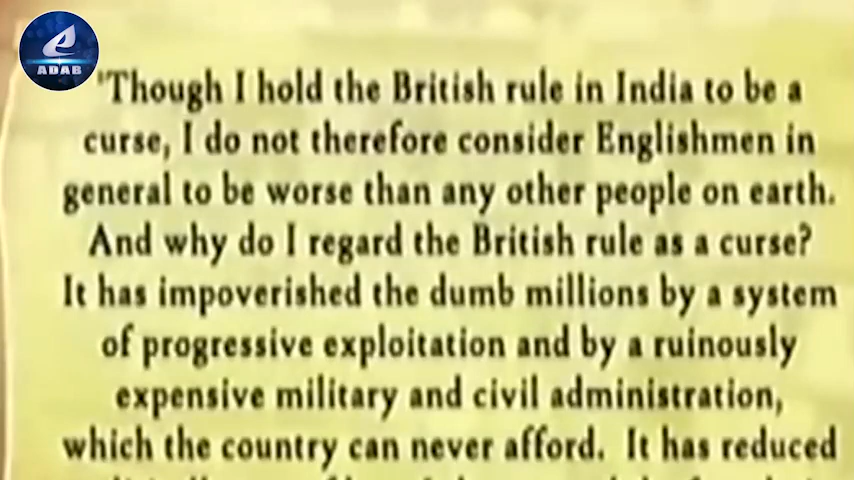 ADAB
'Though I hold the British rule in India to be a
curse, I do not therefore consider Englishmen in
general to be worse than any other people on earth.
And why do I regard the British rule as a curse?
It has impoverished the dumb millions by a system
of progressive exploitation and by a ruinously
expensive military and civil administration,
which the country can never afford. It has reduced